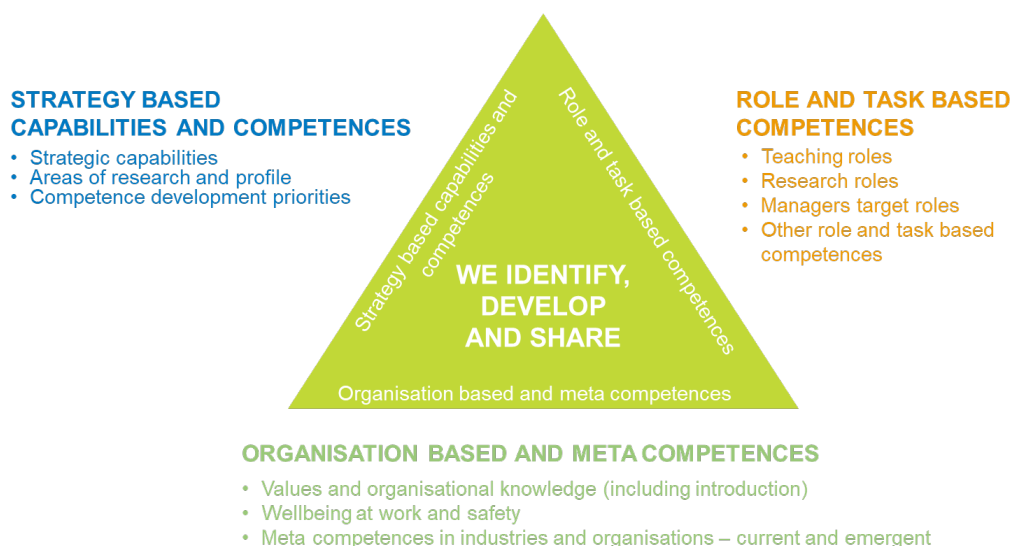 STRATEGY BASED
CAPABILITIES AND COMPETENCES
• Strategic capabilities
• Areas of research and profile
• Competence development priorities
Strategy based capabilities and
competences
Role and task based competences
WE IDENTIFY,
DEVELOP
AND SHARE
Organisation based and meta competences
ROLE AND TASK BASED
COMPETENCES
• Teaching roles
• Research roles
• Managers target roles
• Other role and task based
competences
ORGANISATION BASED AND META COMPETENCES
• Values and organisational knowledge (including introduction)
• Wellbeing at work and safety
• Meta competences in industries and organisations – current and emergent